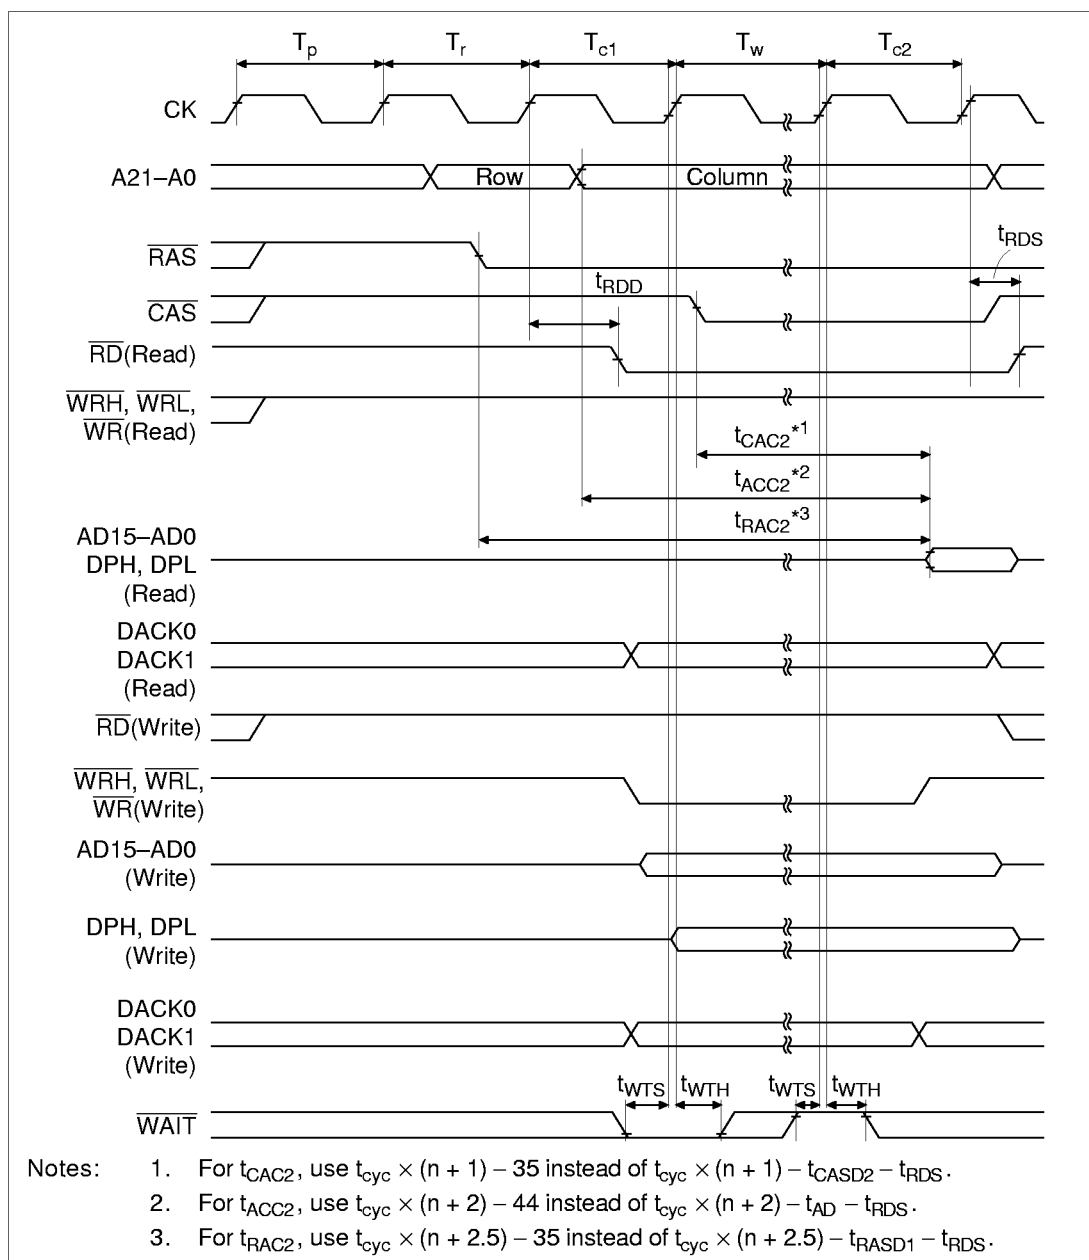 Tp Tr Tc1 Tw Tc2
CK
A21–A0 Row Column
RAS
tRDS
tRDD
CAS
RD(Read)
WRH, WRL,
WR(Read)
tCAC2*1
tACC2*2
tRAC2*3
AD15–AD0
DPH, DPL
(Read)
DACK0
DACK1
(Read)
RD(Write)
WRH, WRL,
WR(Write)
AD15–AD0
(Write)
DPH, DPL
(Write)
DACK0
DACK1
(Write)
tWTS tWTH tWTS tWTH
WAIT
Notes: 1. For tCAC2, use tcyc × (n + 1) – 35 instead of tcyc × (n + 1) – tCASD2 – tRDS.
2. For tACC2, use tcyc × (n + 2) – 44 instead of tcyc × (n + 2) – tAD – tRDS.
3. For tRAC2, use tcyc × (n + 2.5) – 35 instead of tcyc × (n + 2.5) – tRASD1 – tRDS.